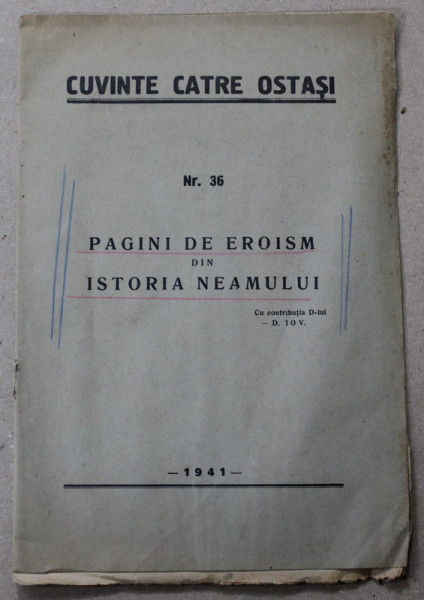 CUVINTE CATRE OSTAȘI
Nr. 36
PAGINI DE EROISM
DIN
ISTORIA NEAMULUI
Cu contribuția D-lui
— D. IOV.
— 1941 —